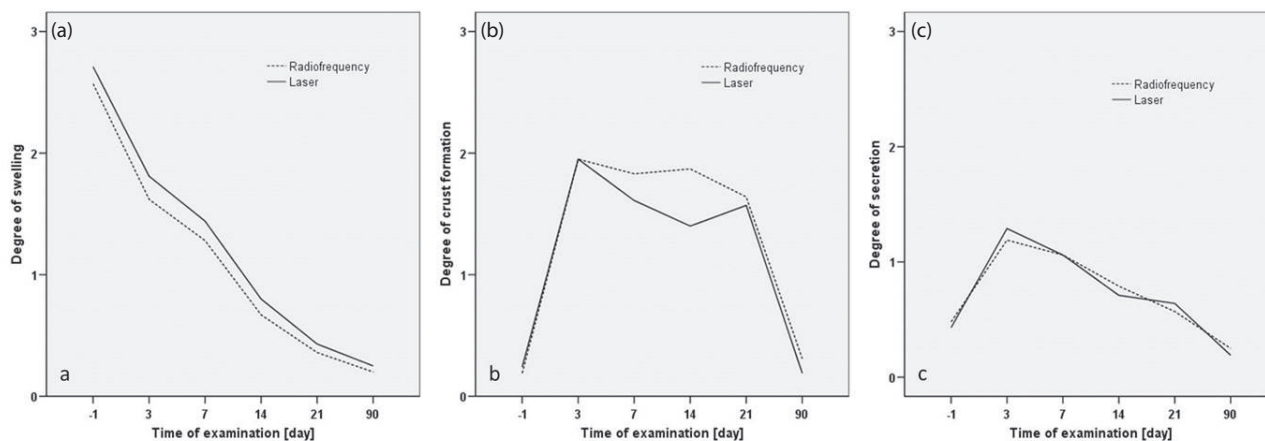 (a)
3
2
1
0
Degree of swelling
Radiofrequency
Laser
a
-1 3 7 14 21 90
Time of examination [day]
(b)
3
2
1
0
Degree of crust formation
Radiofrequency
Laser
b
-1 3 7 14 21 90
Time of examination [day]
(c)
3
2
1
0
Degree of secretion
Radiofrequency
Laser
c
-1 3 7 14 21 90
Time of examination [day]